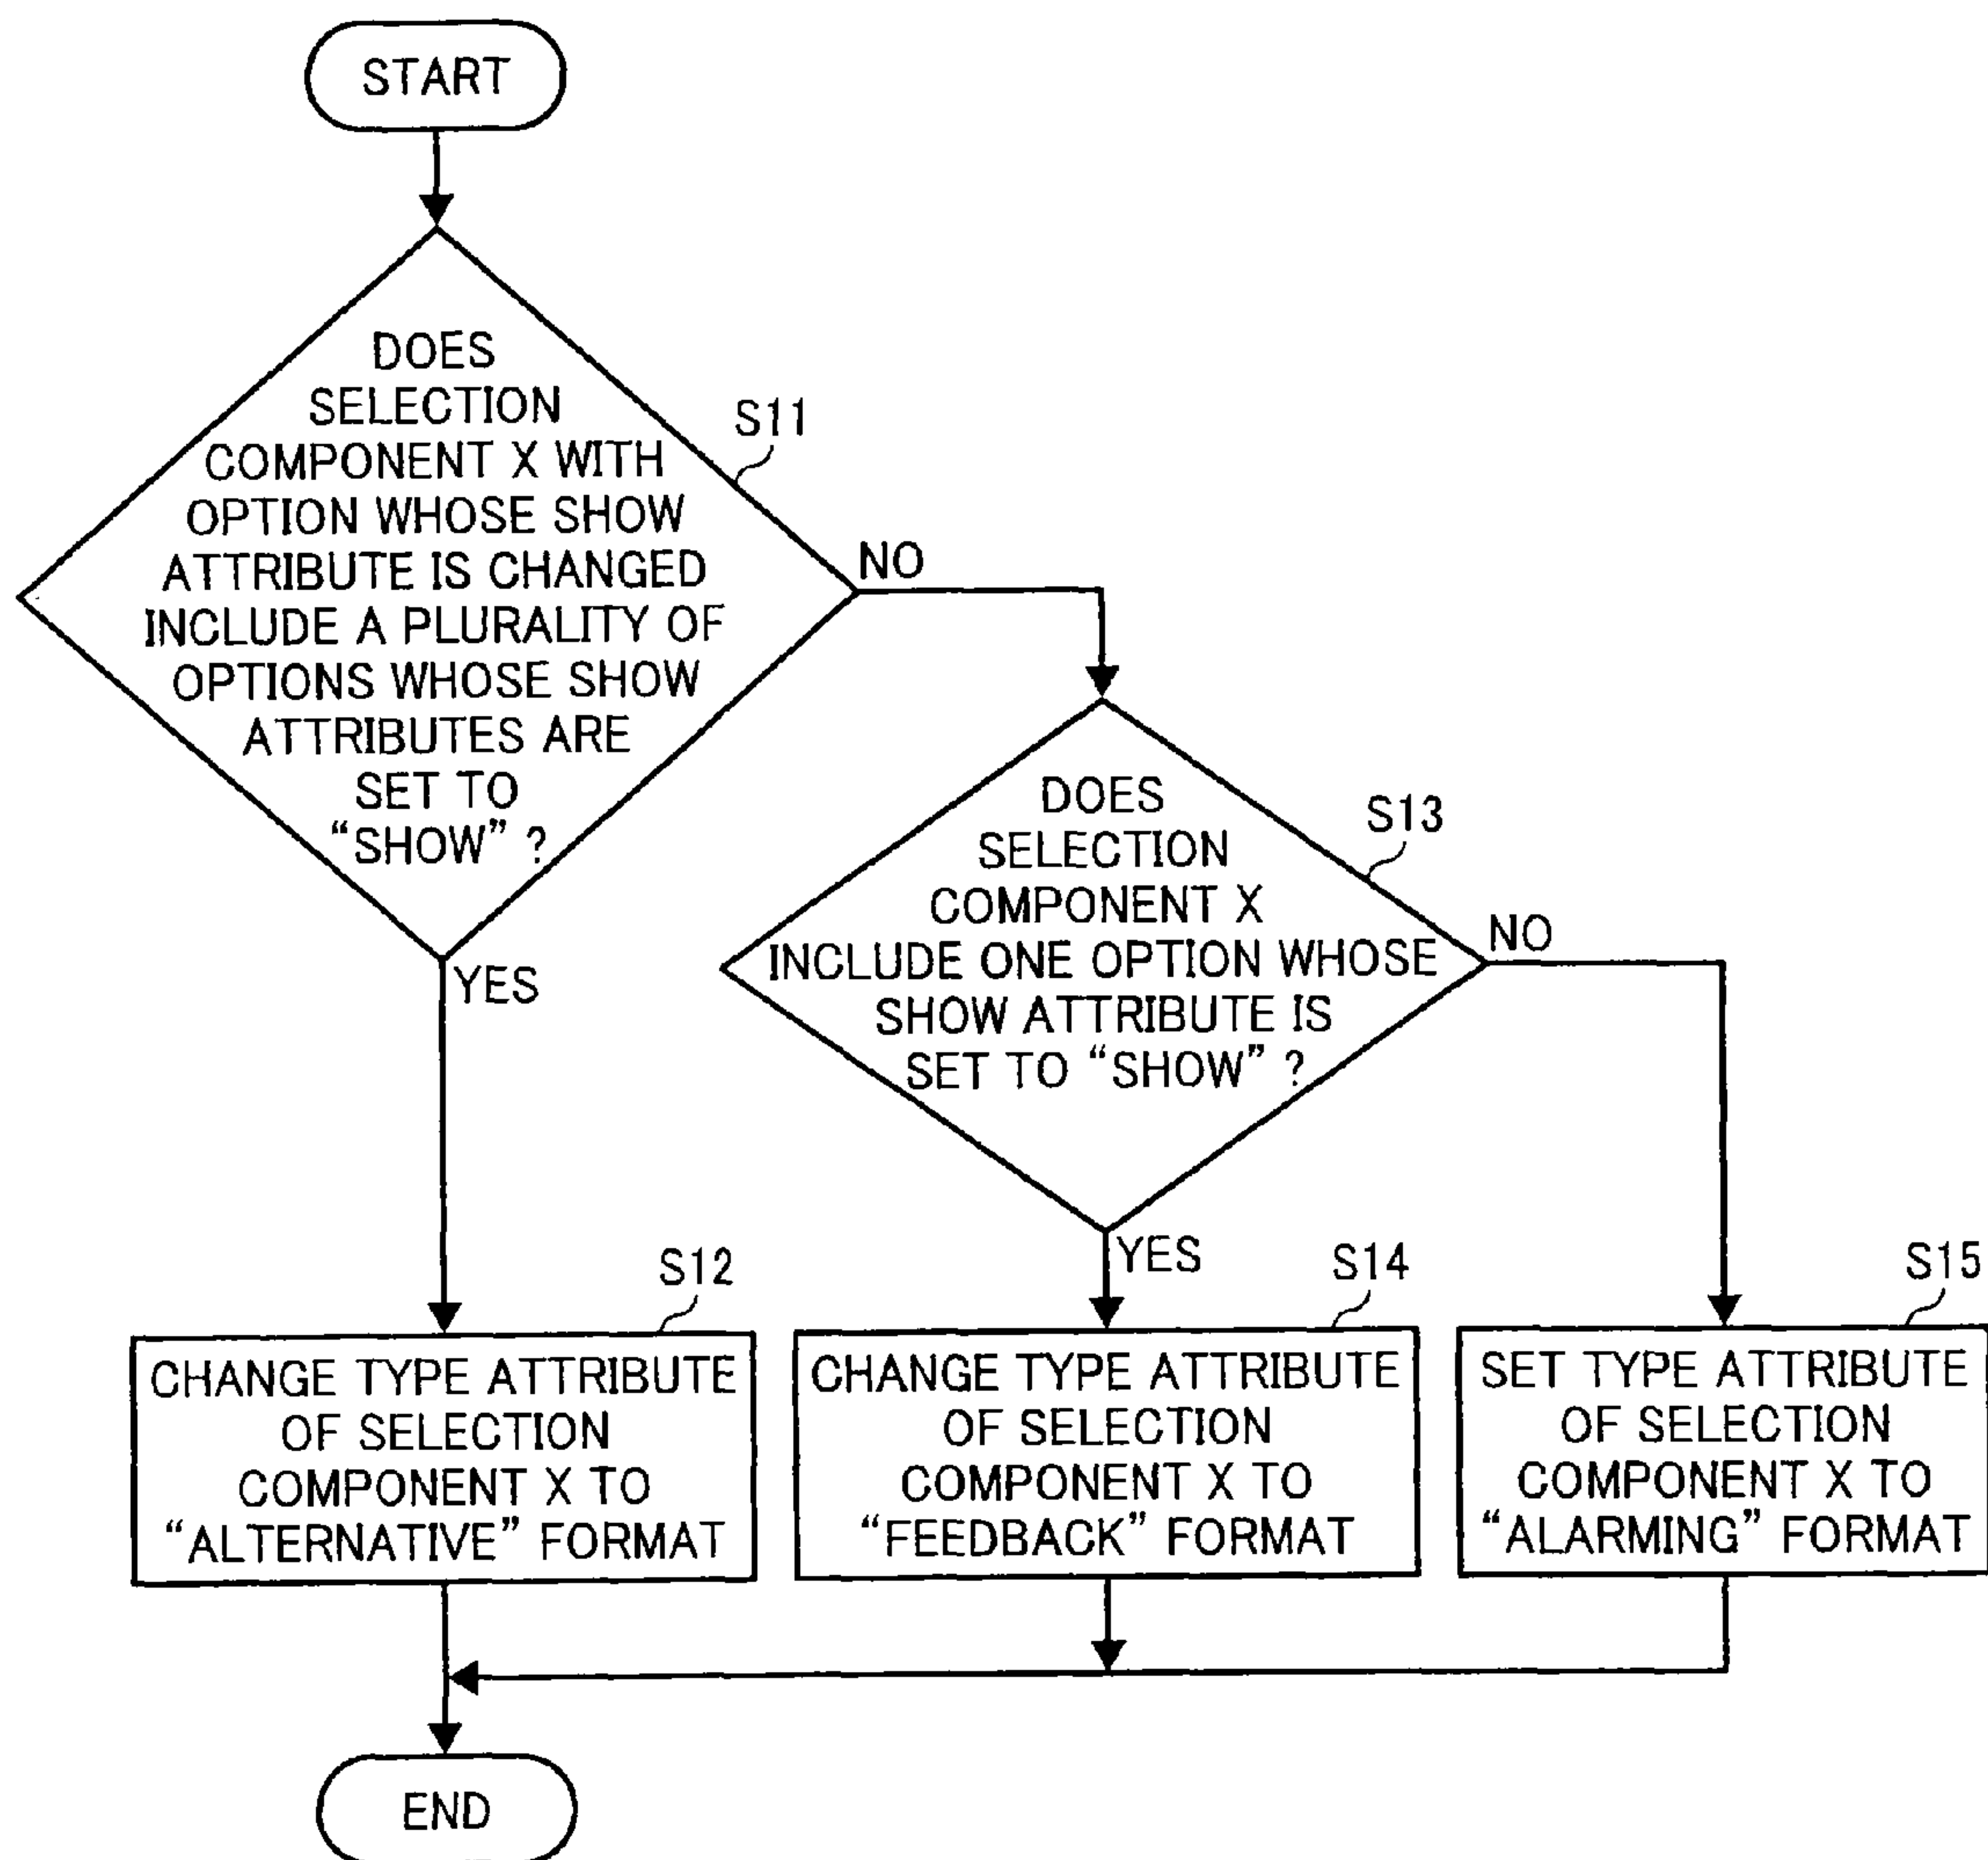 START
DOES
SELECTION
COMPONENT X WITH
OPTION WHOSE SHOW
ATTRIBUTE IS CHANGED
INCLUDE A PLURALITY OF
OPTIONS WHOSE SHOW
ATTRIBUTES ARE
SET TO
“SHOW” ?
S11
NO
YES
DOES
SELECTION
COMPONENT X
INCLUDE ONE OPTION WHOSE
SHOW ATTRIBUTE IS
SET TO “SHOW” ?
S13
NO
YES
S12
CHANGE TYPE ATTRIBUTE
OF SELECTION
COMPONENT X TO
“ALTERNATIVE” FORMAT
S14
CHANGE TYPE ATTRIBUTE
OF SELECTION
COMPONENT X TO
“FEEDBACK” FORMAT
S15
SET TYPE ATTRIBUTE
OF SELECTION
COMPONENT X TO
“ALARMING” FORMAT
END